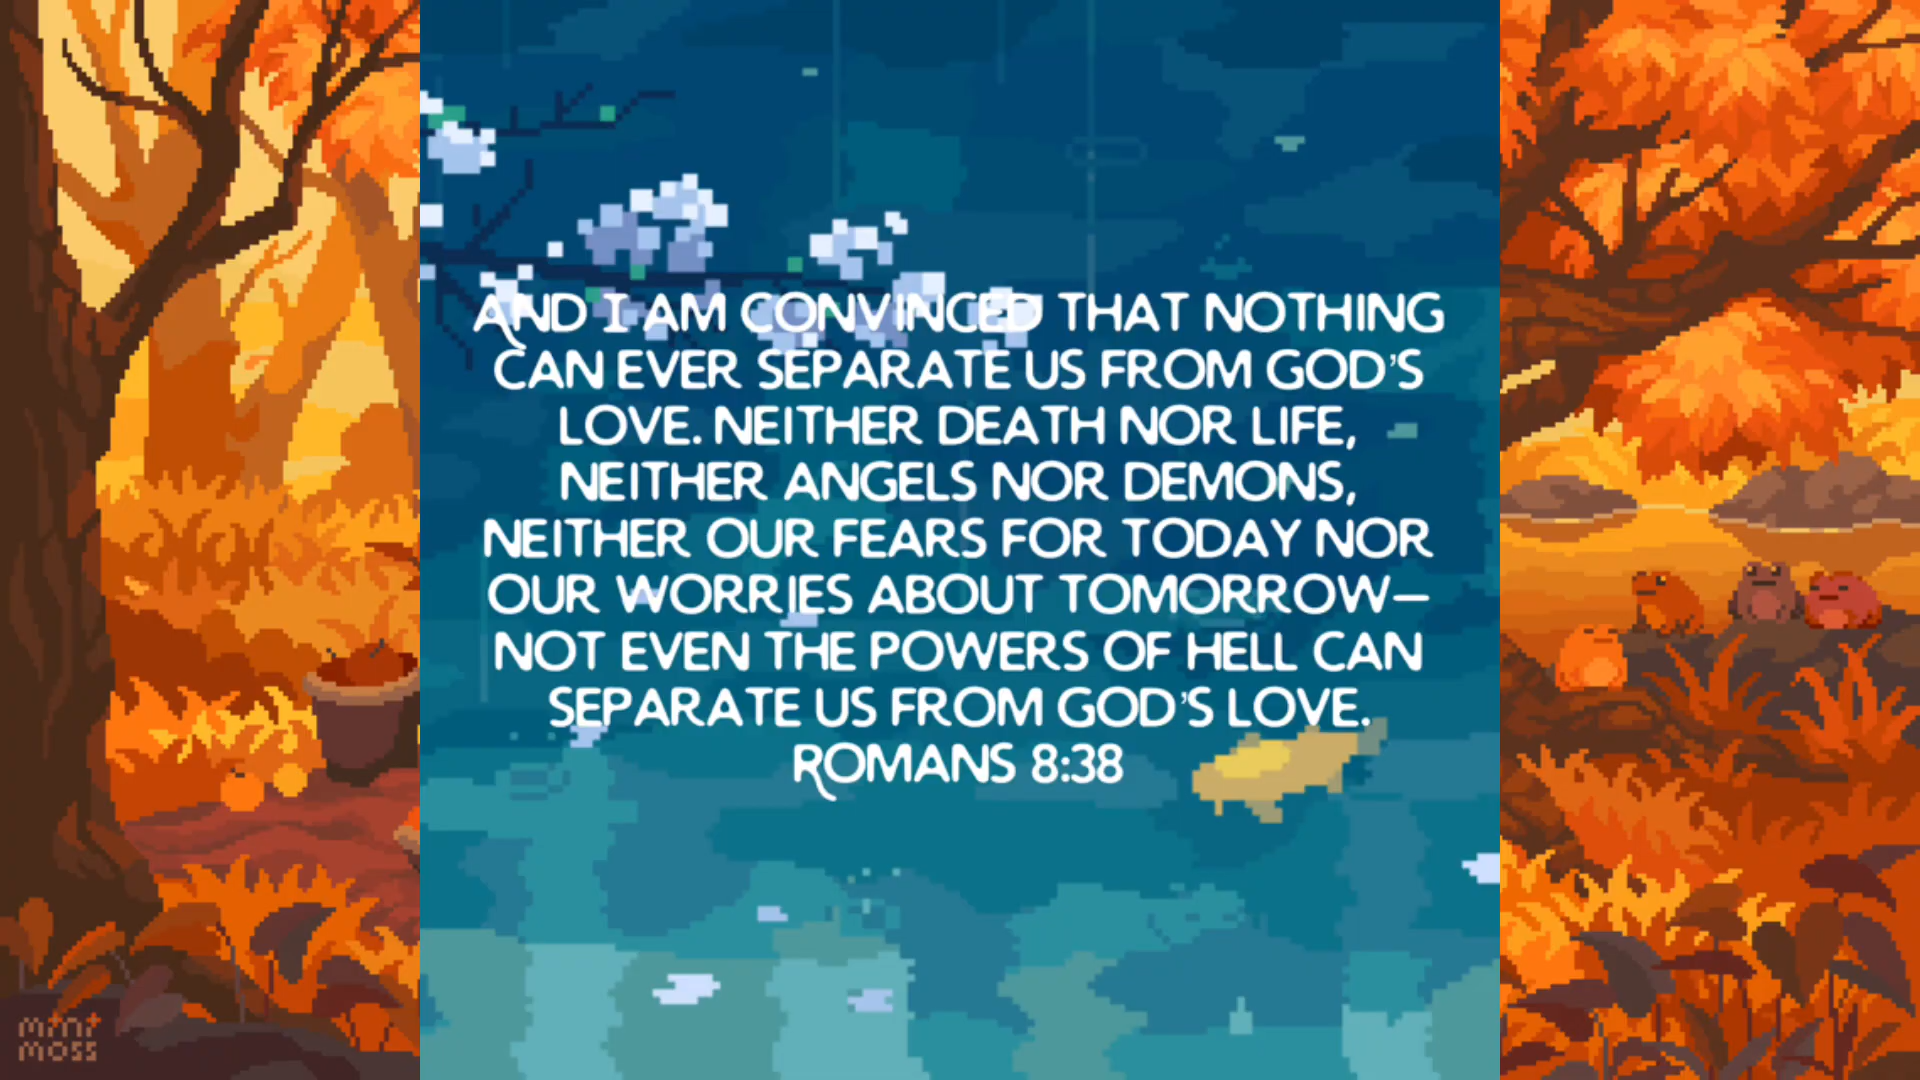 AND I AM CONVINCED THAT NOTHING
CAN EVER SEPARATE US FROM GOD'S
LOVE. NEITHER DEATH NOR LIFE,
NEITHER ANGELS NOR DEMONS,
NEITHER OUR FEARS FOR TODAY NOR
OUR WORRIES ABOUT TOMORROW—
NOT EVEN THE POWERS OF HELL CAN
SEPARATE US FROM GOD'S LOVE.
ROMANS 8:38
mini
moss